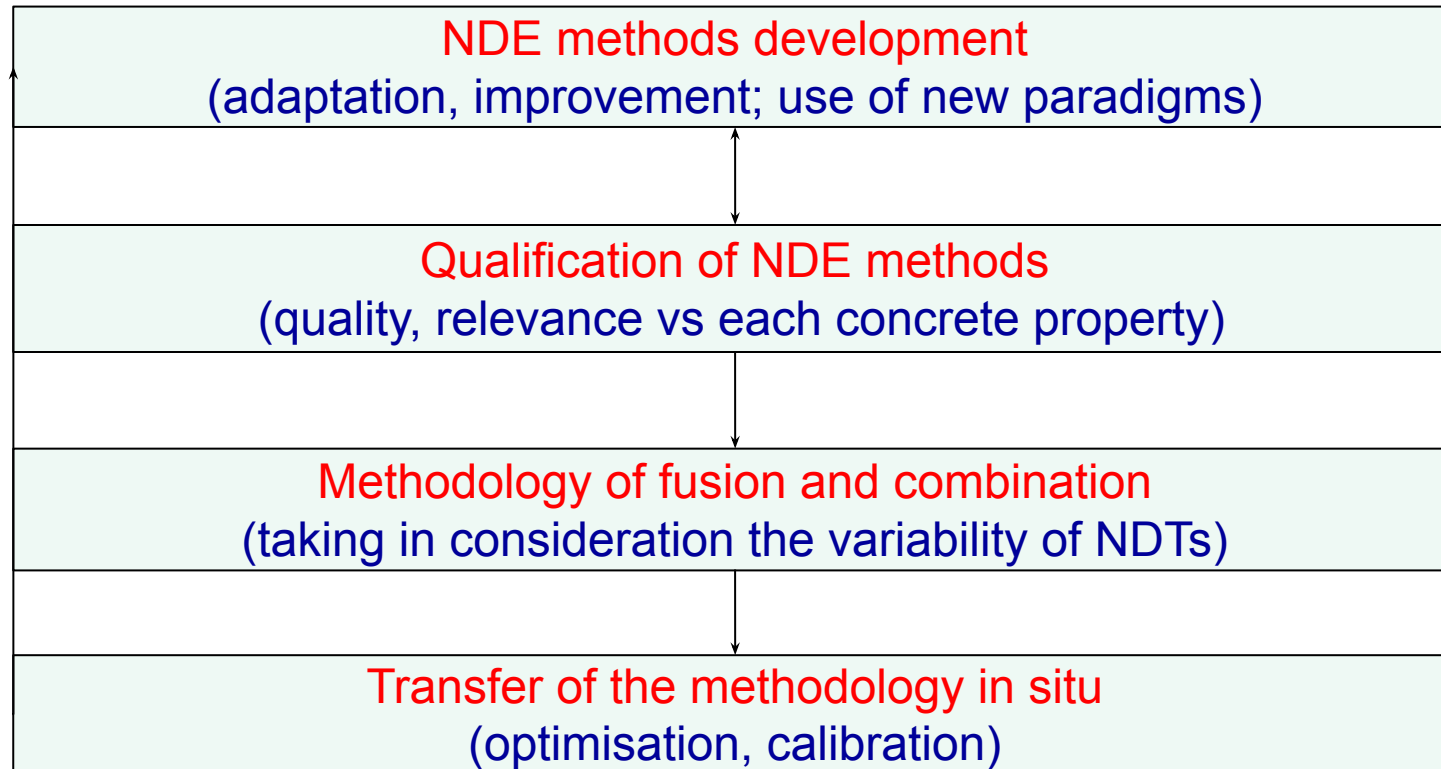 NDE methods development
(adaptation, improvement; use of new paradigms)
Qualification of NDE methods
(quality, relevance vs each concrete property)
Methodology of fusion and combination
(taking in consideration the variability of NDTs)
Transfer of the methodology in situ
(optimisation, calibration)